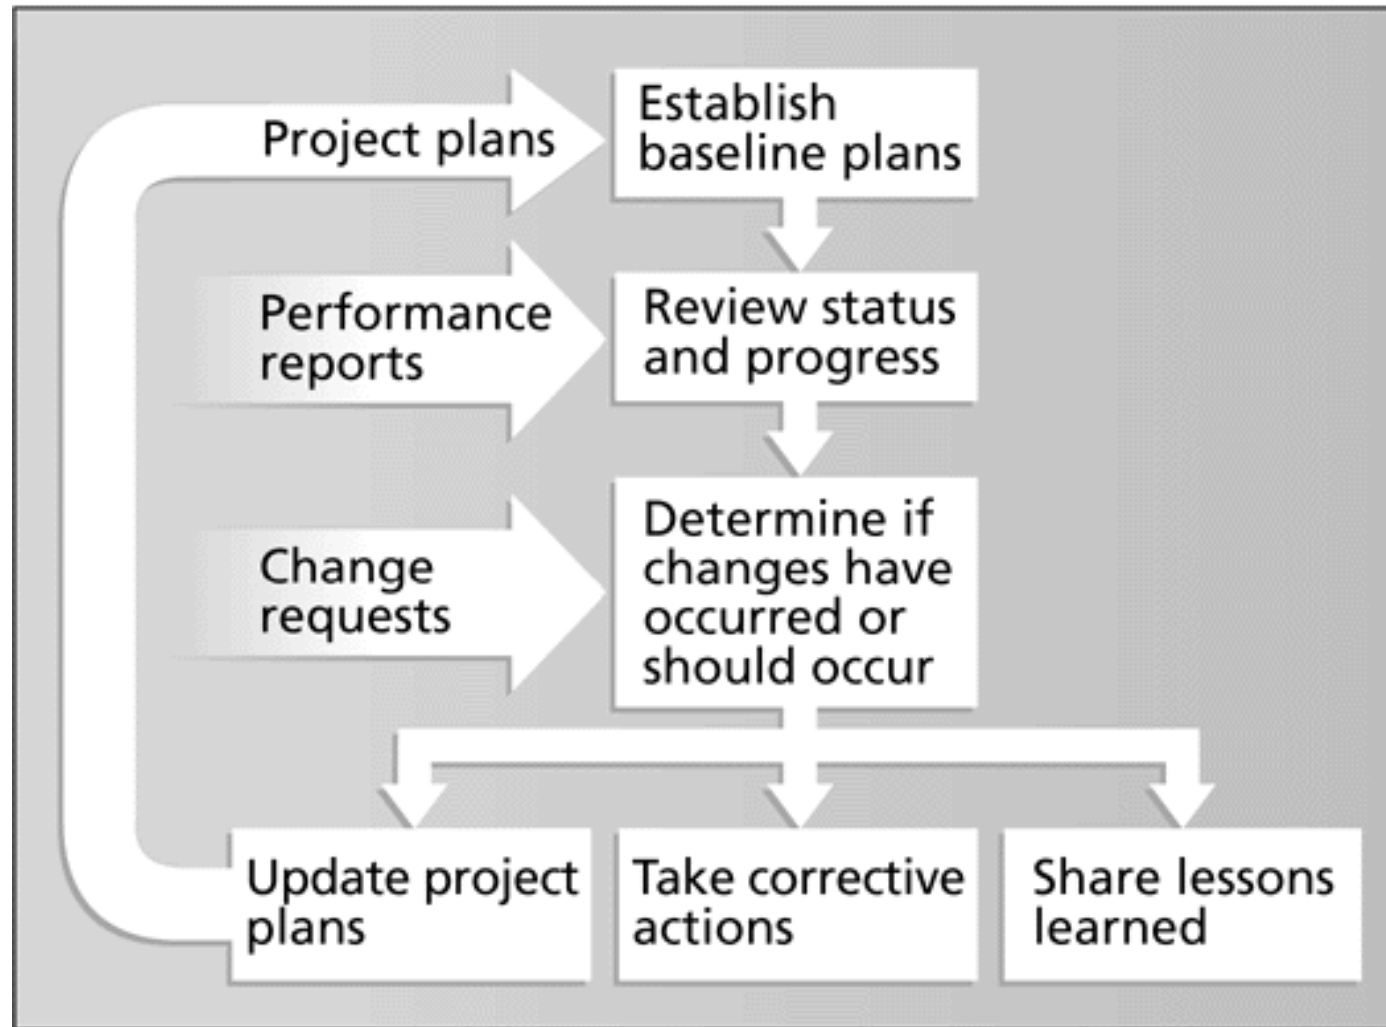 Project plans
Establish
baseline plans
Performance
reports
Review status
and progress
Change
requests
Determine if
changes have
occurred or
should occur
Update project
plans
Take corrective
actions
Share lessons
learned